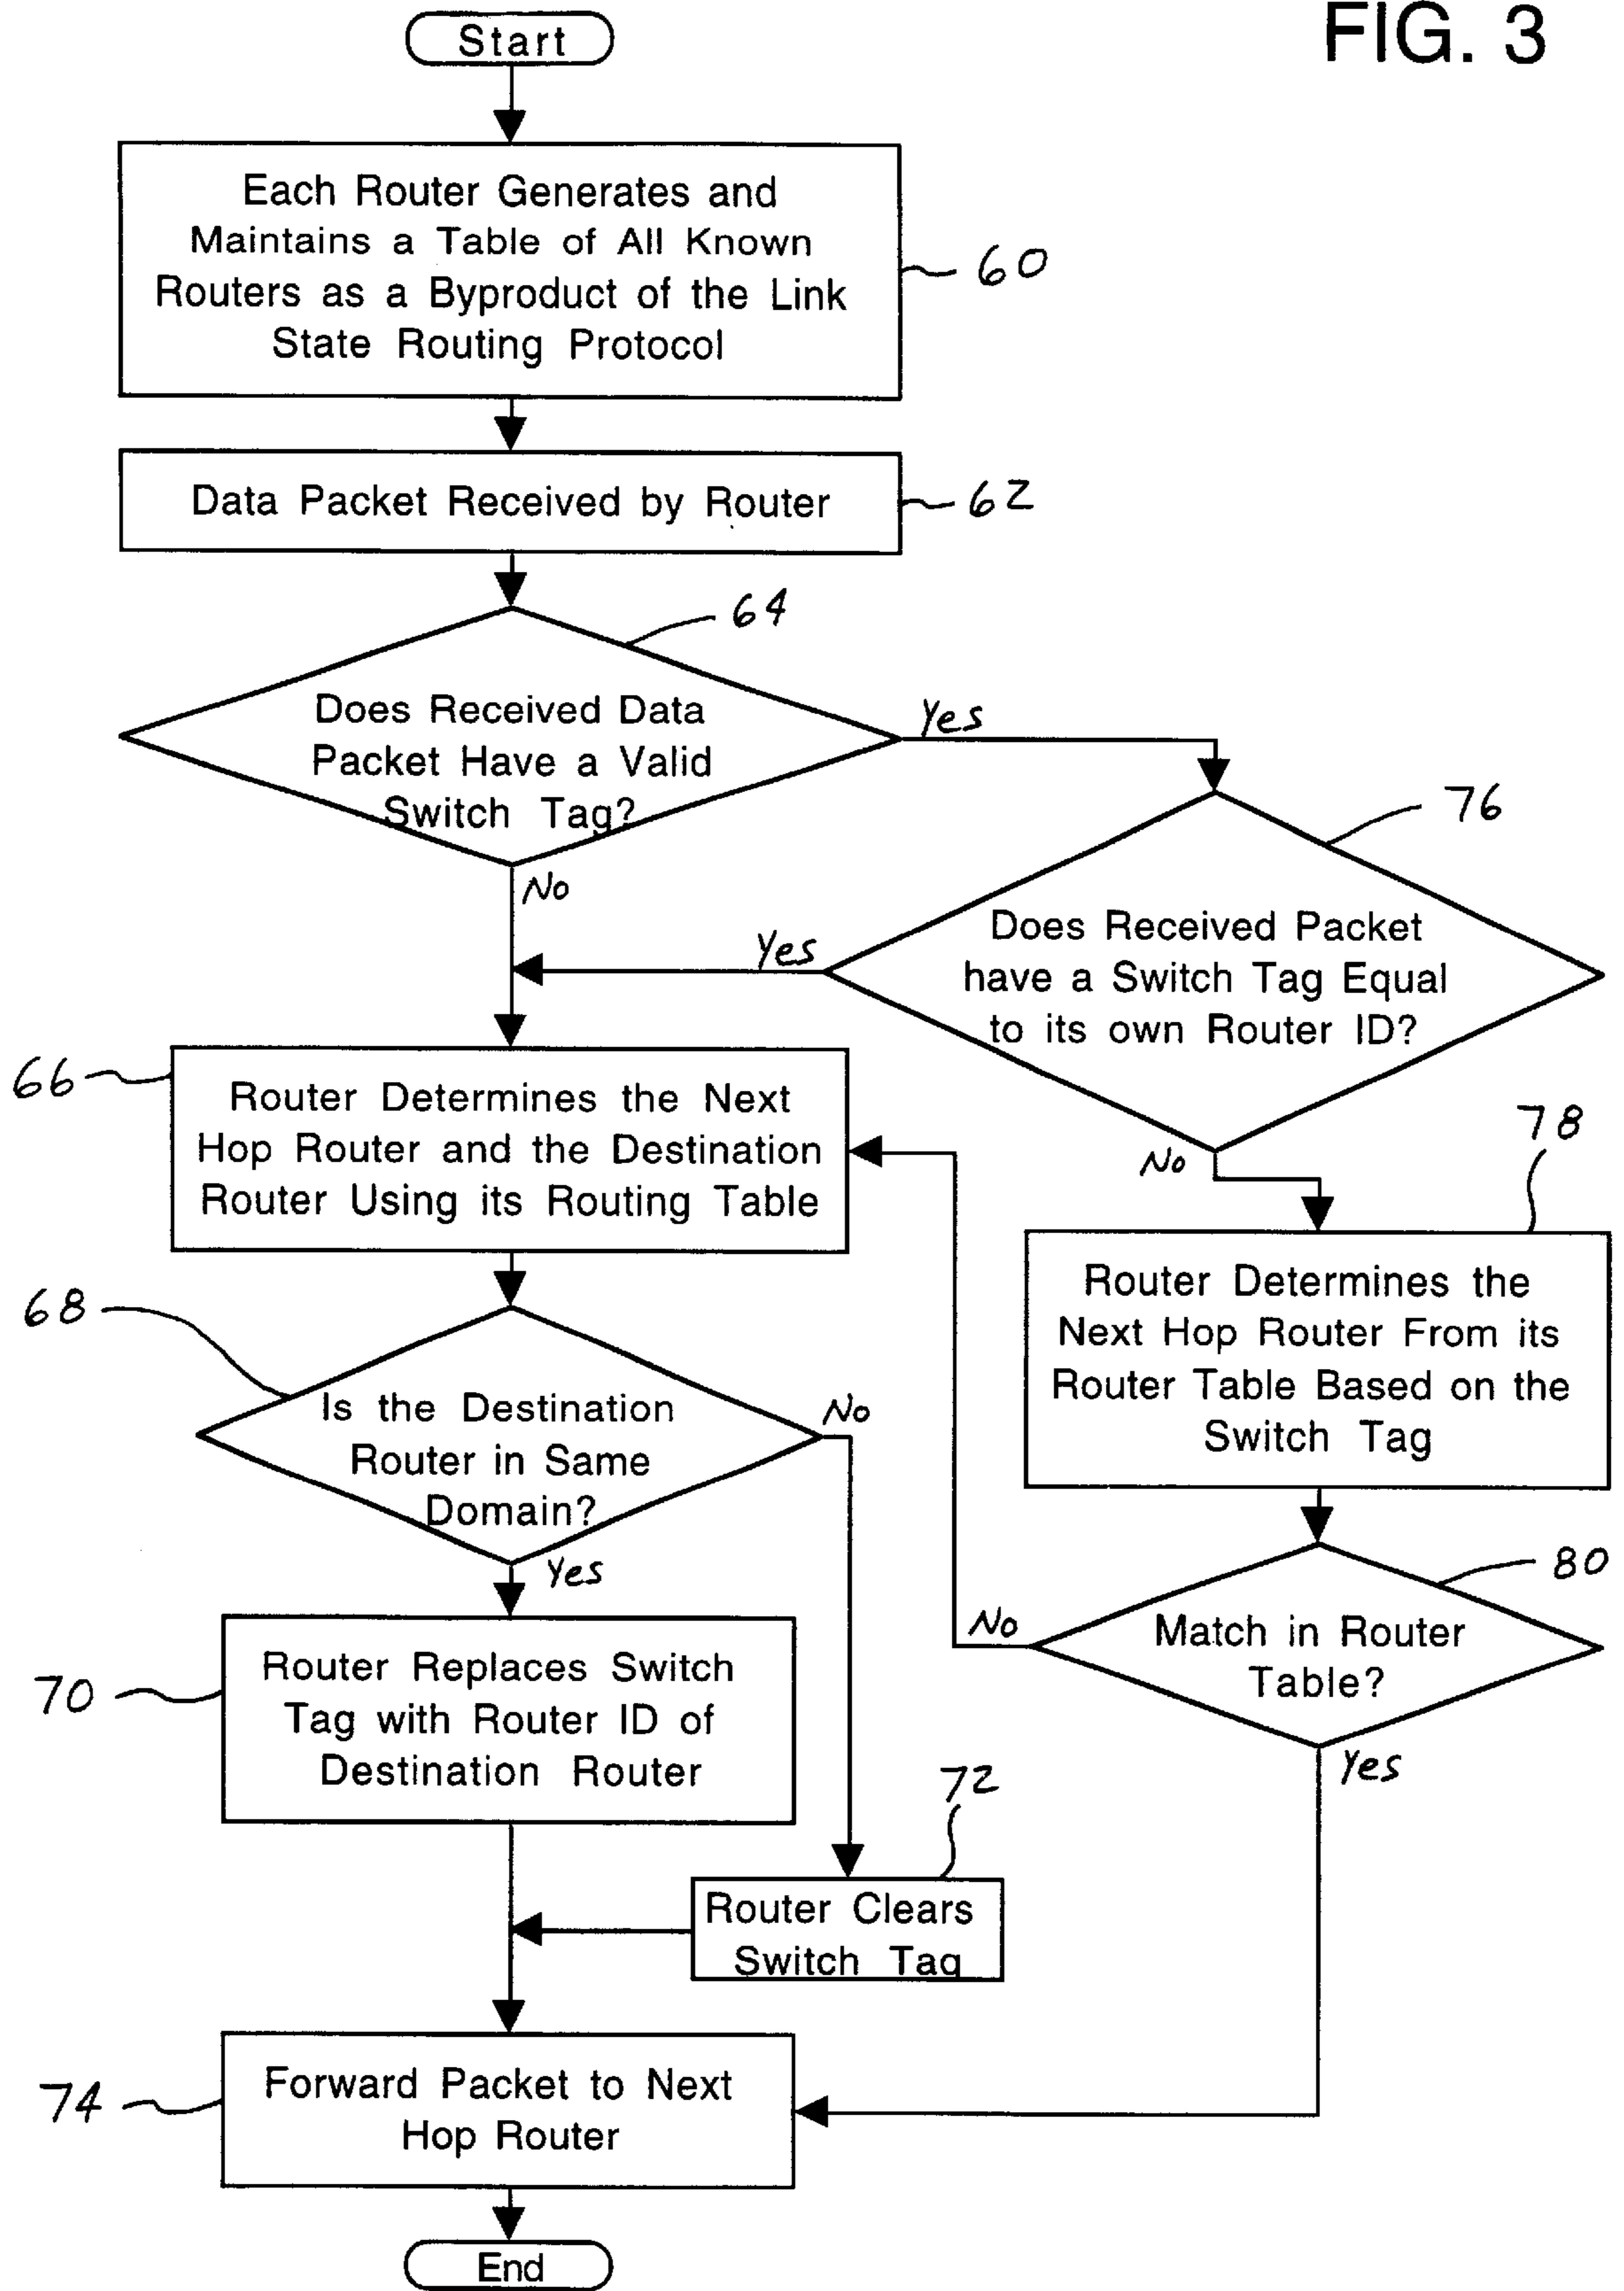 FIG. 3
Start
Each Router Generates and
Maintains a Table of All Known
Routers as a Byproduct of the Link
State Routing Protocol
60
Data Packet Received by Router
62
64
Does Received Data
Packet Have a Valid
Switch Tag?
Yes
No
76
Does Received Packet
have a Switch Tag Equal
to its own Router ID?
Yes
No
66
Router Determines the Next
Hop Router and the Destination
Router Using its Routing Table
78
Router Determines the
Next Hop Router From its
Router Table Based on the
Switch Tag
68
Is the Destination
Router in Same
Domain?
No
Yes
80
Match in Router
Table?
No
Yes
70
Router Replaces Switch
Tag with Router ID of
Destination Router
72
Router Clears
Switch Tag
74
Forward Packet to Next
Hop Router
End